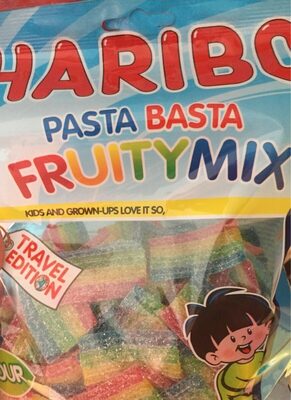 HARIBO
PASTA BASTA
FRUITYMIX
KIDS AND GROWN-UPS LOVE IT SO,
TRAVEL
EDITION